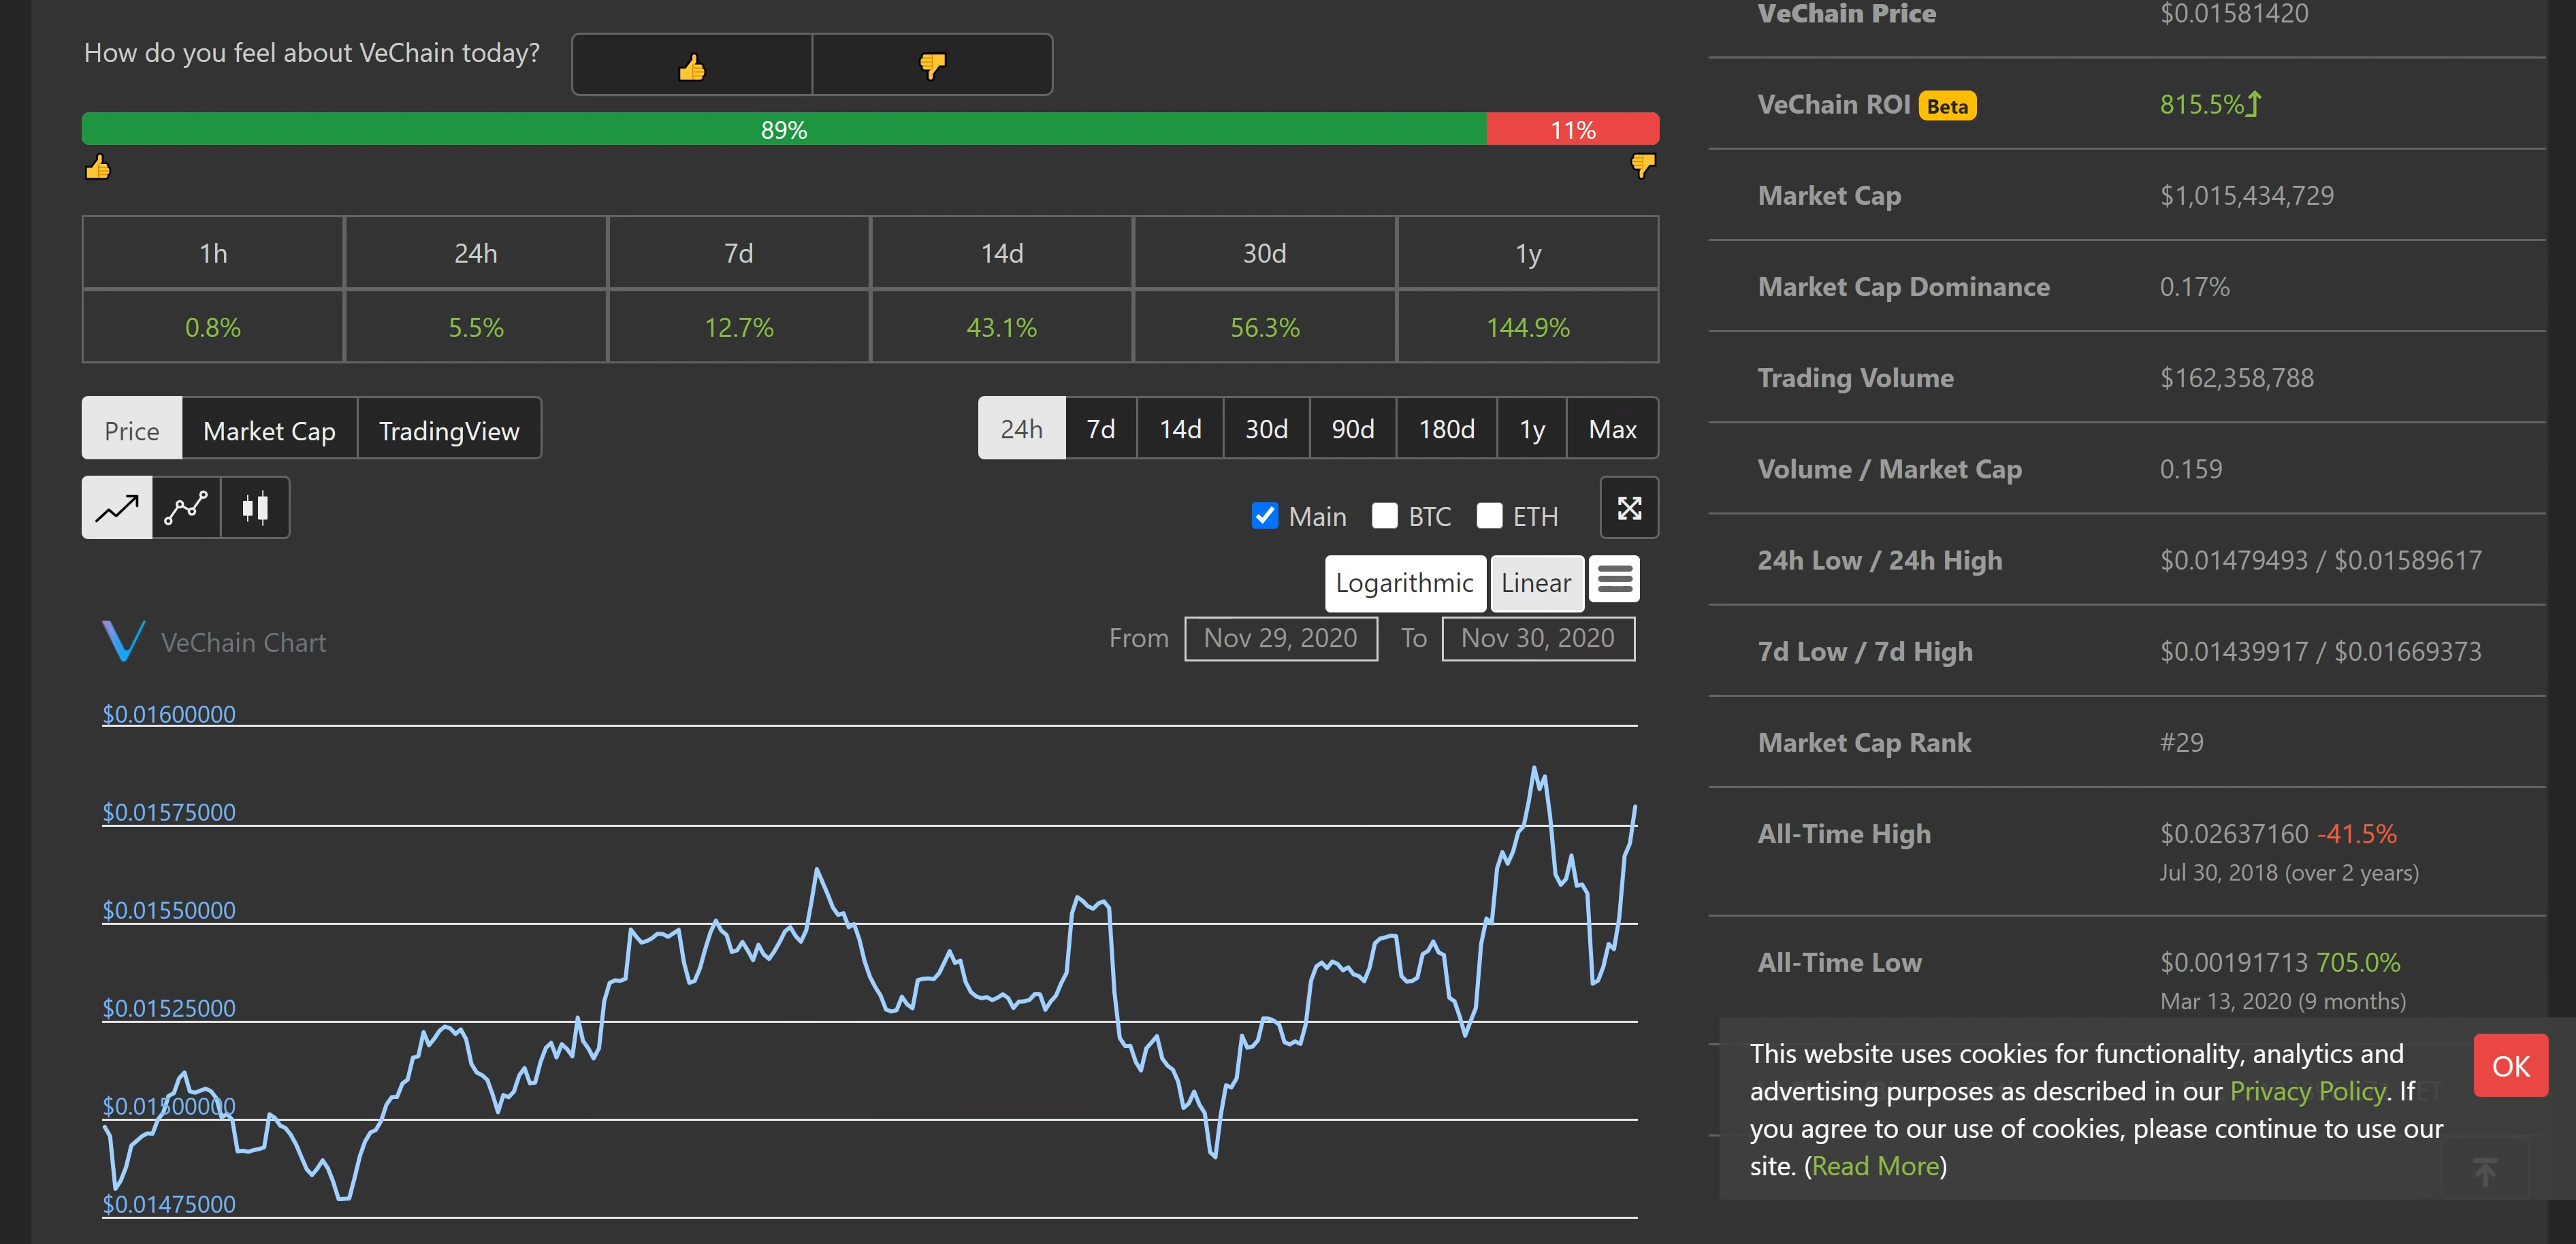 How do you feel about VeChain today?
89%
11%
1h 24h 7d 14d 30d 1y
0.8% 5.5% 12.7% 43.1% 56.3% 144.9%
Price Market Cap TradingView
24h 7d 14d 30d 90d 180d 1y Max
Main BTC ETH
Logarithmic Linear
VeChain Chart
From Nov 29, 2020 To Nov 30, 2020
$0.01600000
$0.01575000
$0.01550000
$0.01525000
$0.01500000
$0.01475000
VeChain Price $0.01581420
VeChain ROI Beta 815.5%
Market Cap $1,015,434,729
Market Cap Dominance 0.17%
Trading Volume $162,358,788
Volume / Market Cap 0.159
24h Low / 24h High $0.01479493 / $0.01589617
7d Low / 7d High $0.01439917 / $0.01669373
Market Cap Rank #29
All-Time High $0.02637160 -41.5%
Jul 30, 2018 (over 2 years)
All-Time Low $0.00191713 705.0%
Mar 13, 2020 (9 months)
This website uses cookies for functionality, analytics and
advertising purposes as described in our Privacy Policy. If
you agree to our use of cookies, please continue to use our
site. (Read More)
OK